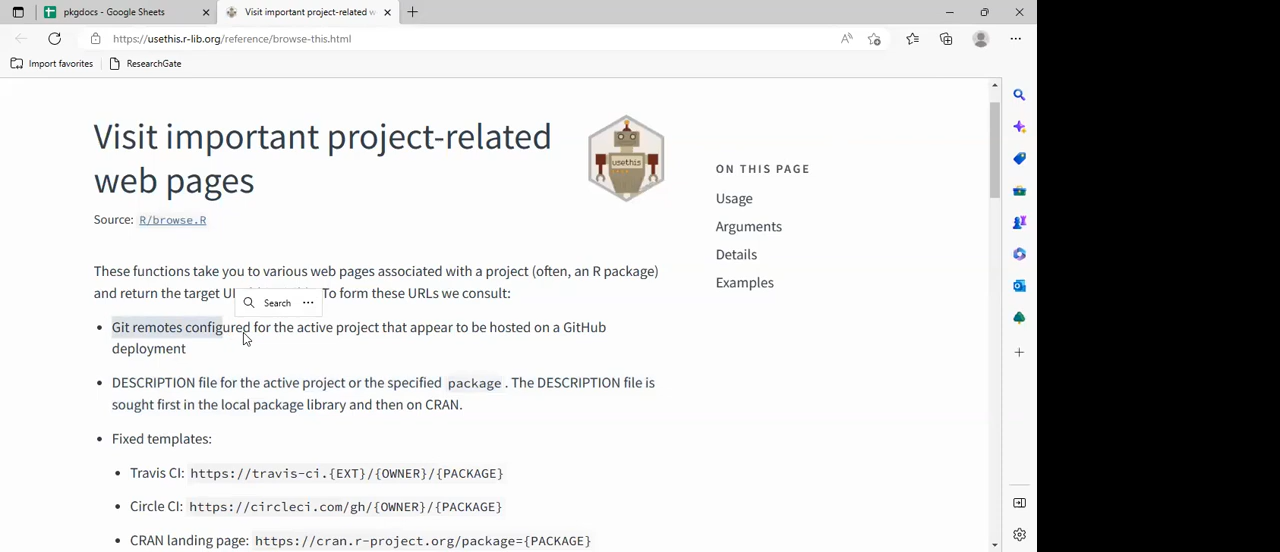 pkgdocs - Google Sheets
Visit important project-related w
https://usethis.r-lib.org/reference/browse-this.html
Import favorites
ResearchGate
Visit important project-related
web pages
usethis
Source: R/browse.R
ON THIS PAGE
Usage
Arguments
Details
Examples
These functions take you to various web pages associated with a project (often, an R package)
and return the target To form these URLs we consult:
Search
Git remotes configured for the active project that appear to be hosted on a GitHub
deployment
DESCRIPTION file for the active project or the specified package. The DESCRIPTION file is
sought first in the local package library and then on CRAN.
Fixed templates:
Travis CI: https://travis-ci.{EXT}/{OWNER}/{PACKAGE}
Circle CI: https://circleci.com/gh/{OWNER}/{PACKAGE}
CRAN landing page: https://cran.r-project.org/package={PACKAGE}